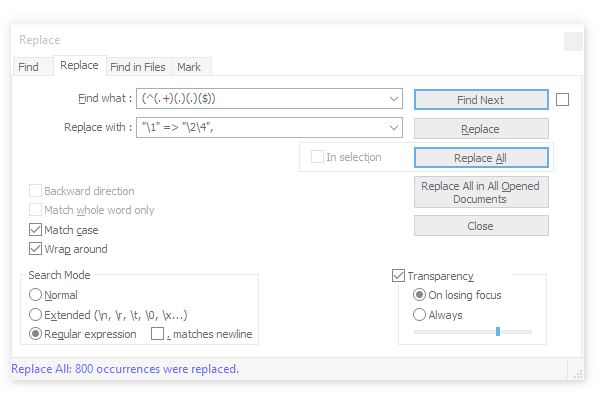 Replace
Find
Replace
Find in Files
Mark
Find what :
(^(.+)(.)(.)($))
Find Next
Replace with :
"\1" => "\2\4",
Replace
In selection
Replace All
Replace All in All Opened
Documents
Close
Backward direction
Match whole word only
Match case
Wrap around
Search Mode
Normal
Extended (\n, \r, \t, \0, \x...)
Regular expression
. matches newline
Transparency
On losing focus
Always
Replace All: 800 occurrences were replaced.